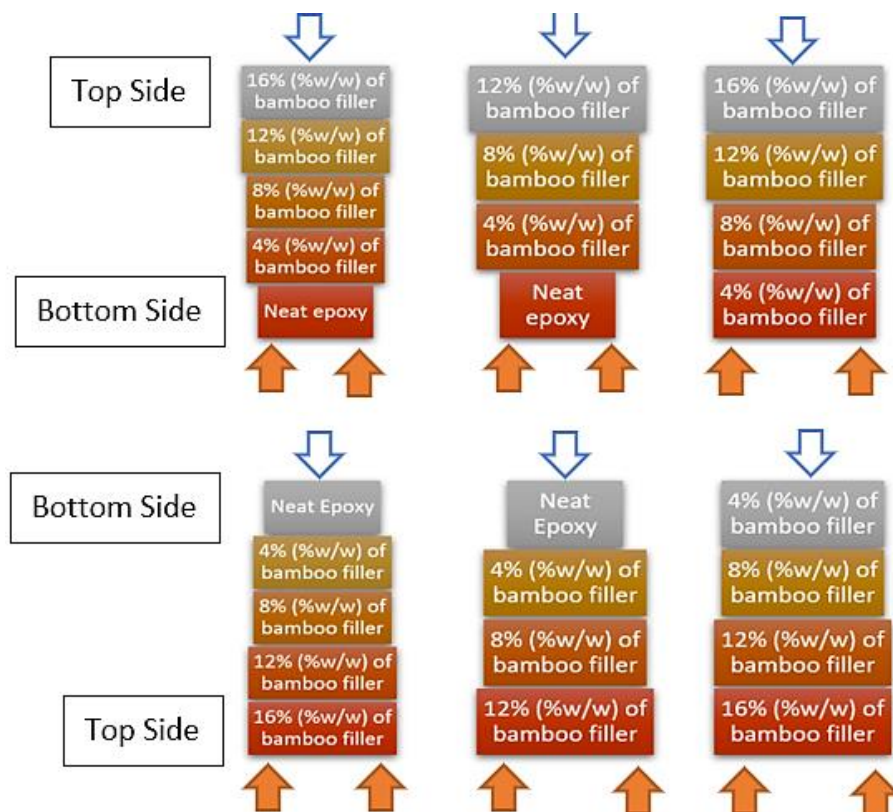 Top Side
16% (%w/w) of
bamboo filler
12% (%w/w) of
bamboo filler
8% (%w/w) of
bamboo filler
4% (%w/w) of
bamboo filler
Neat epoxy
Bottom Side
12% (%w/w) of
bamboo filler
8% (%w/w) of
bamboo filler
4% (%w/w) of
bamboo filler
Neat
epoxy
16% (%w/w) of
bamboo filler
12% (%w/w) of
bamboo filler
8% (%w/w) of
bamboo filler
4% (%w/w) of
bamboo filler
Bottom Side
Neat Epoxy
4% (%w/w) of
bamboo filler
8% (%w/w) of
bamboo filler
12% (%w/w) of
bamboo filler
16% (%w/w) of
bamboo filler
Top Side
Neat
Epoxy
4% (%w/w) of
bamboo filler
8% (%w/w) of
bamboo filler
12% (%w/w) of
bamboo filler
4% (%w/w) of
bamboo filler
8% (%w/w) of
bamboo filler
12% (%w/w) of
bamboo filler
16% (%w/w) of
bamboo filler